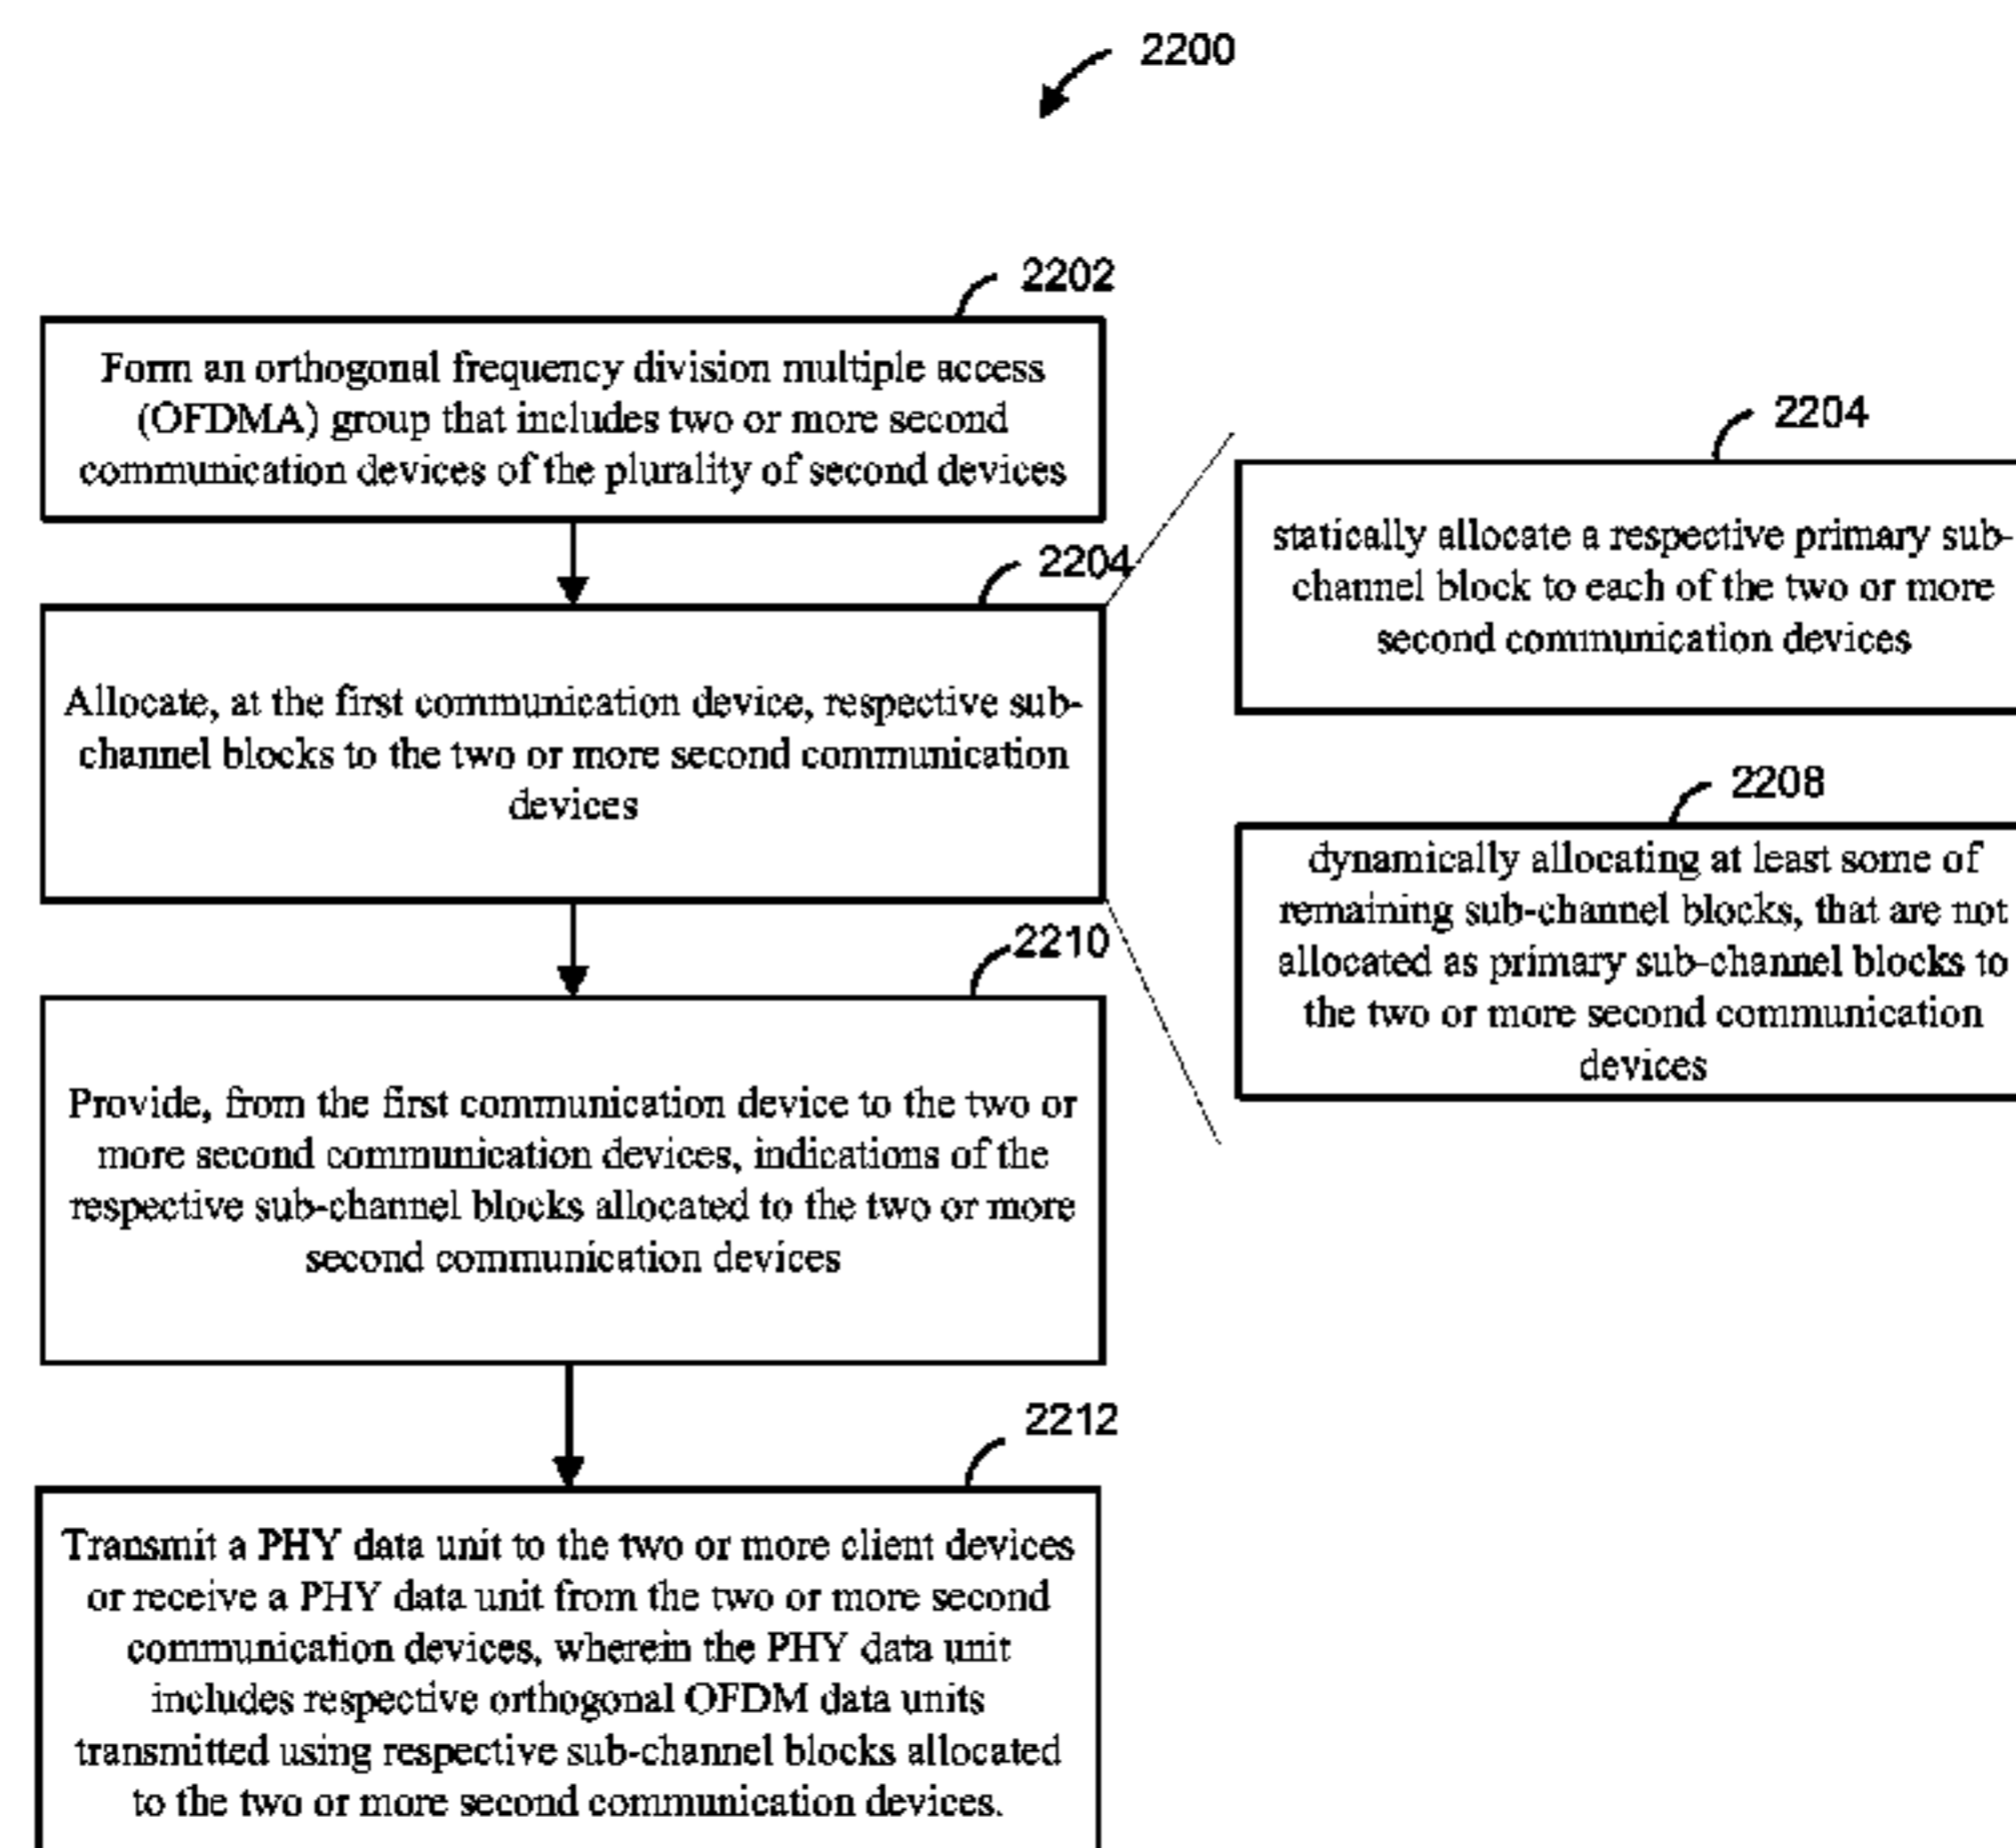 2200
2202
Form an orthogonal frequency division multiple access
(OFDMA) group that includes two or more second
communication devices of the plurality of second devices
2204
Allocate, at the first communication device, respective sub-
channel blocks to the two or more second communication
devices
2204
statically allocate a respective primary sub-
channel block to each of the two or more
second communication devices
2208
dynamically allocating at least some of
remaining sub-channel blocks, that are not
allocated as primary sub-channel blocks to
the two or more second communication
devices
2210
Provide, from the first communication device to the two or
more second communication devices, indications of the
respective sub-channel blocks allocated to the two or more
second communication devices
2212
Transmit a PHY data unit to the two or more client devices
or receive a PHY data unit from the two or more second
communication devices, wherein the PHY data unit
includes respective orthogonal OFDM data units
transmitted using respective sub-channel blocks allocated
to the two or more second communication devices.